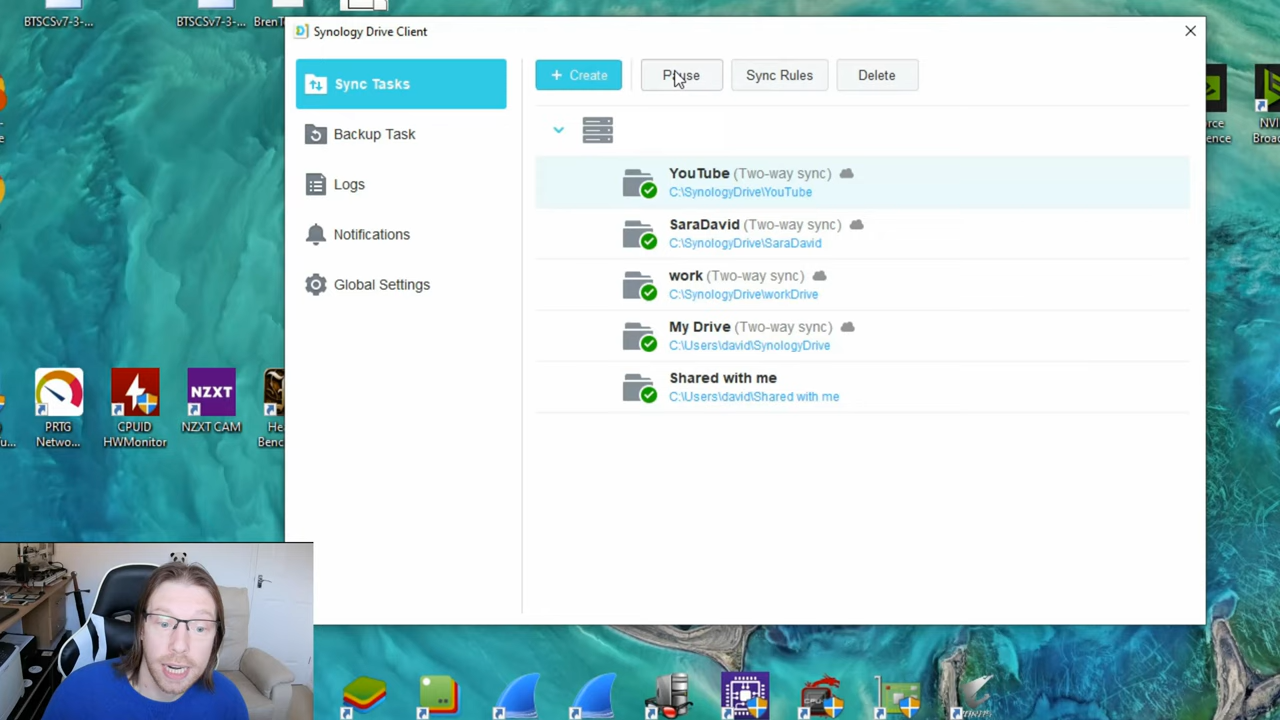 BTSCSv7-3-...
BTSCSv7-3-...
Synology Drive Client
Sync Tasks
Backup Task
Logs
Notifications
Global Settings
+ Create
Pause
Sync Rules
Delete
YouTube (Two-way sync)
C:\SynologyDrive\YouTube
SaraDavid (Two-way sync)
C:\SynologyDrive\SaraDavid
work (Two-way sync)
C:\SynologyDrive\workDrive
My Drive (Two-way sync)
C:\Users\david\SynologyDrive
Shared with me
C:\Users\david\Shared with me
PRTG
Netwo...
CPUID
HWMonitor
NZXT
NZXT CAM